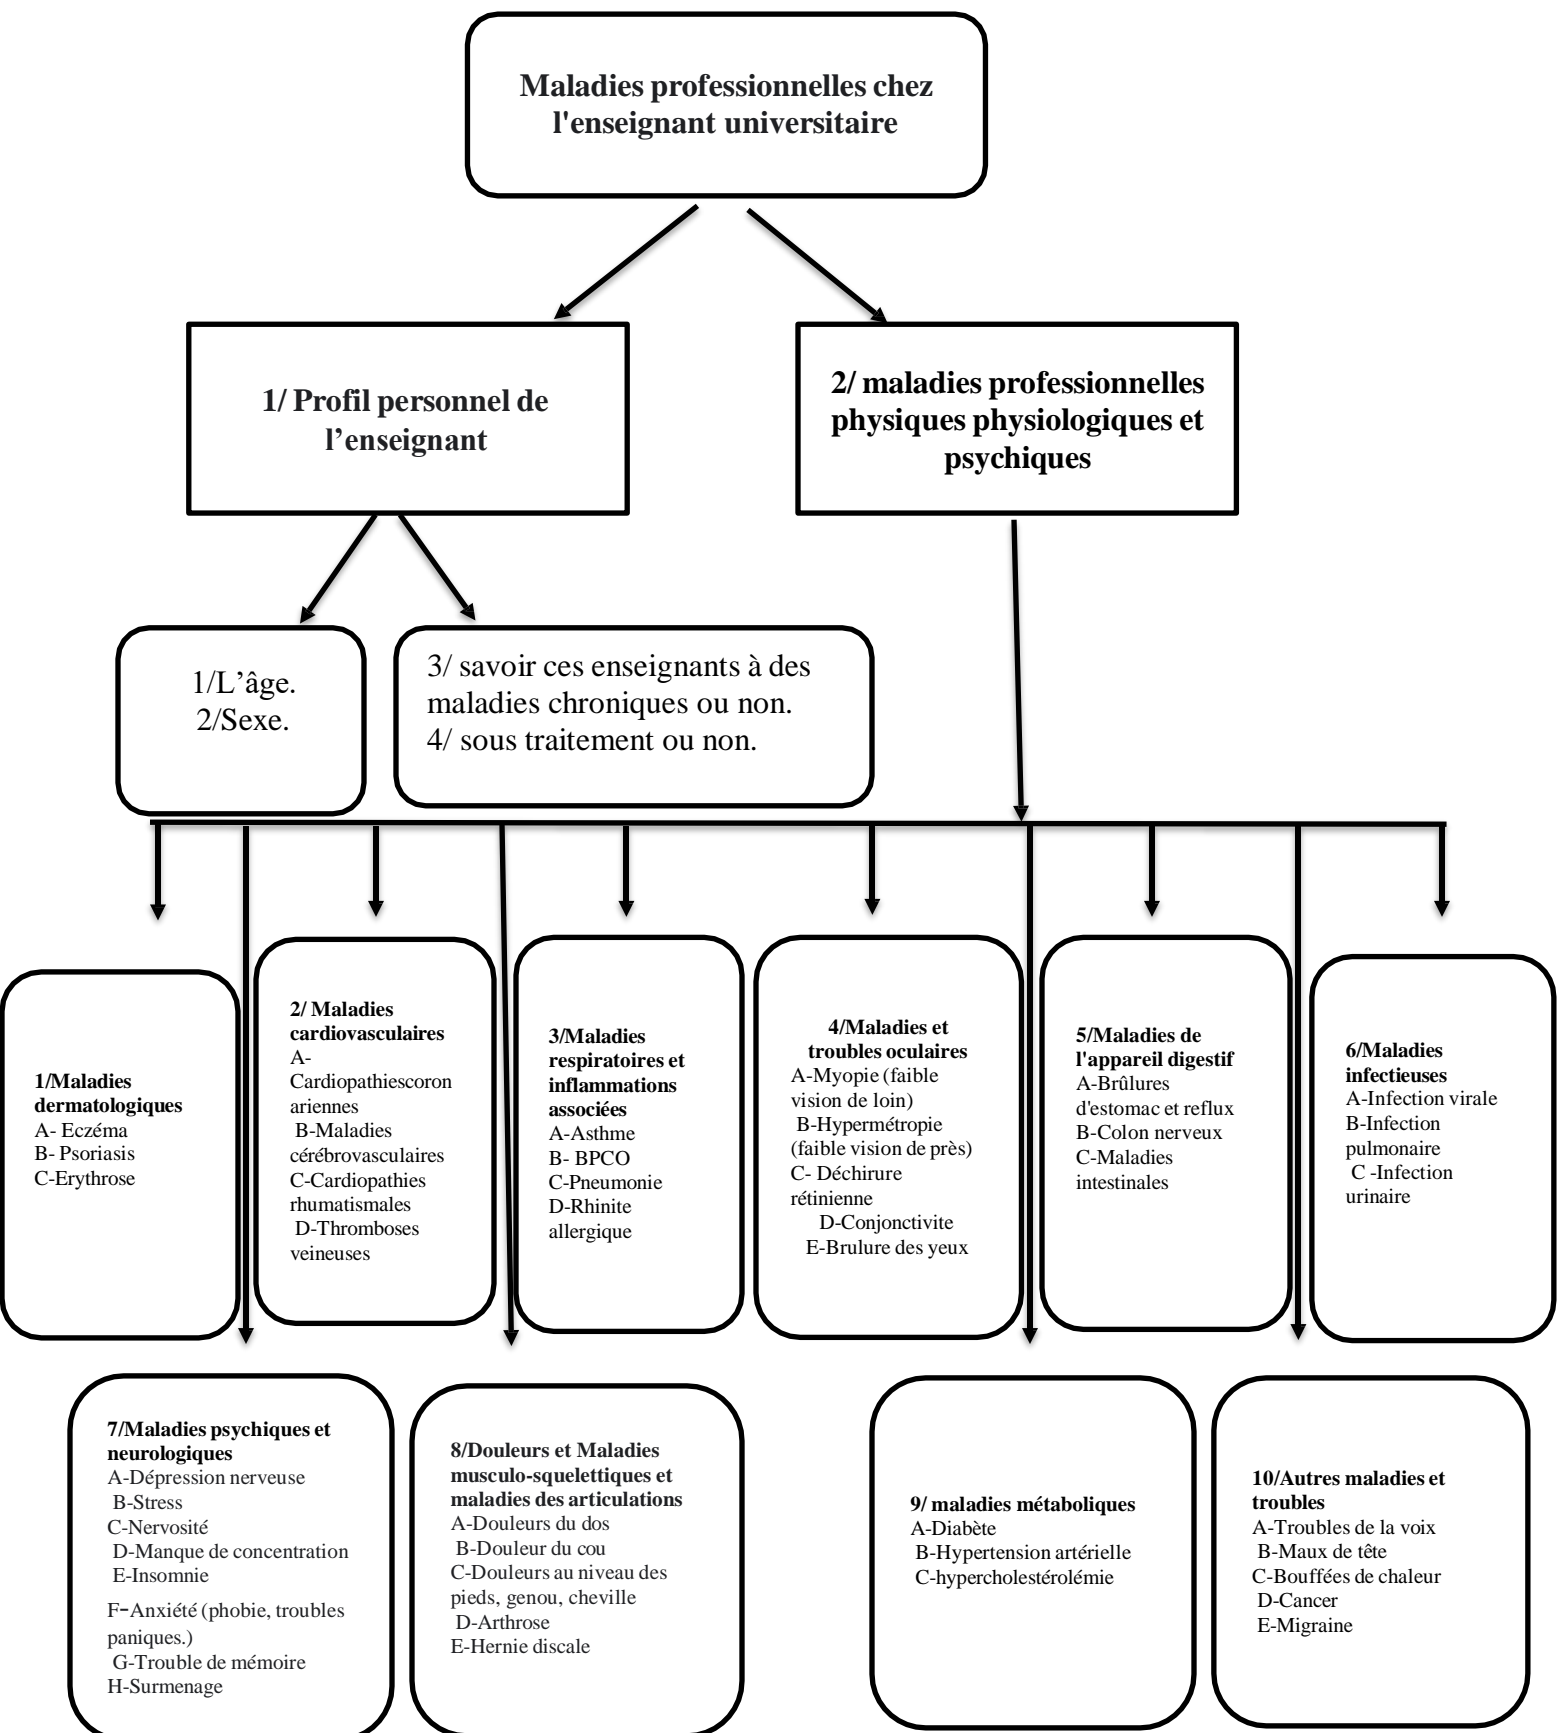 Maladies professionnelles chez
l'enseignant universitaire
1/ Profil personnel de
l’enseignant
2/ maladies professionnelles
physiques physiologiques et
psychiques
1/L’âge.
2/Sexe.
3/ savoir ces enseignants à des
maladies chroniques ou non.
4/ sous traitement ou non.
1/Maladies
dermatologiques
A- Eczéma
B- Psoriasis
C-Erythrose
2/ Maladies
cardiovasculaires
A-
Cardiopathiescoron
ariennes
B-Maladies
cérébrovasculaires
C-Cardiopathies
rhumatismales
D-Thromboses
veineuses
3/Maladies
respiratoires et
inflammations
associées
A-Asthme
B- BPCO
C-Pneumonie
D-Rhinite
allergique
4/Maladies et
troubles oculaires
A-Myopie (faible
vision de loin)
B-Hypermétropie
(faible vision de près)
C- Déchirure
rétinienne
D-Conjonctivite
E-Brulure des yeux
5/Maladies de
l'appareil digestif
A-Brûlures
d'estomac et reflux
B-Colon nerveux
C-Maladies
intestinales
6/Maladies
infectieuses
A-Infection virale
B-Infection
pulmonaire
C -Infection
urinaire
7/Maladies psychiques et
neurologiques
A-Dépression nerveuse
B-Stress
C-Nervosité
D-Manque de concentration
E-Insomnie
F-Anxiété (phobie, troubles
paniques.)
G-Trouble de mémoire
H-Surmenage
8/Douleurs et Maladies
musculo-squelettiques et
maladies des articulations
A-Douleurs du dos
B-Douleur du cou
C-Douleurs au niveau des
pieds, genou, cheville
D-Arthrose
E-Hernie discale
9/ maladies métaboliques
A-Diabète
B-Hypertension artérielle
C-hypercholestérolémie
10/Autres maladies et
troubles
A-Troubles de la voix
B-Maux de tête
C-Bouffées de chaleur
D-Cancer
E-Migraine